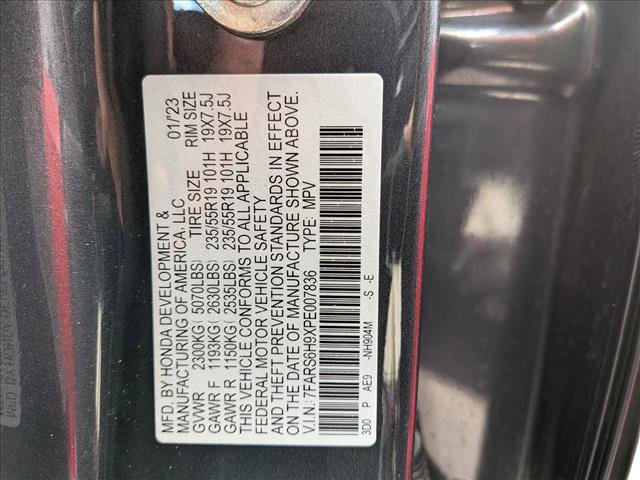 MFD BY HONDA DEVELOPMENT &
MANUFACTURING OF AMERICA, LLC 01/'23
TIRE SIZE RIM SIZE
GVWR 2300KG( 5070LBS)
GAWR F 1193KG( 2630LBS) 235/55R19 101H 19X7.5J
GAWR R 1150KG( 2535LBS) 235/55R19 101H 19X7.5J
THIS VEHICLE CONFORMS TO ALL APPLICABLE
FEDERAL MOTOR VEHICLE SAFETY
AND THEFT PREVENTION STANDARDS IN EFFECT
ON THE DATE OF MANUFACTURE SHOWN ABOVE.
V.I.N.: 7FARS6H9XPE007836 TYPE: MPV
3D0 P AE9 -NH904M -S -E